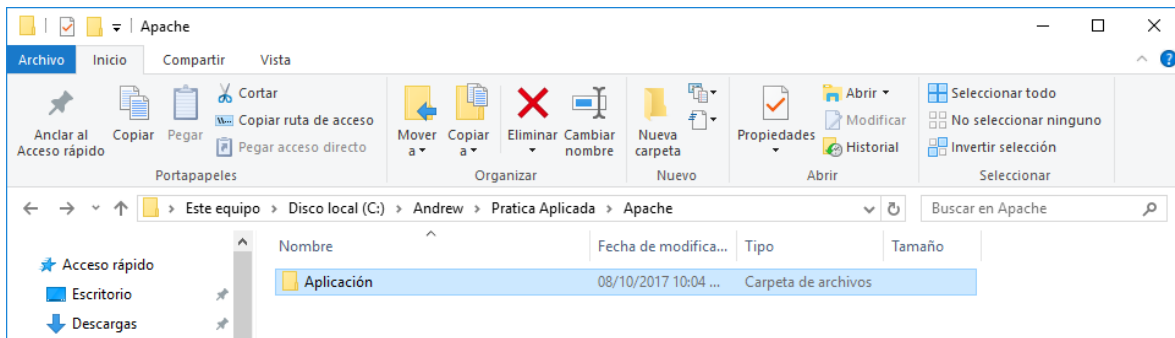 Apache
Archivo Inicio Compartir Vista
Anclar al Acceso rápido
Copiar
Pegar
Cortar
Copiar ruta de acceso
Pegar acceso directo
Portapapeles
Mover a
Copiar a
Eliminar
Cambiar nombre
Organizar
Nueva carpeta
Nuevo
Propiedades
Abrir
Modificar
Historial
Abrir
Seleccionar todo
No seleccionar ninguno
Invertir selección
Seleccionar
Este equipo > Disco local (C:) > Andrew > Pratica Aplicada > Apache
Buscar en Apache
Nombre Fecha de modifica... Tipo Tamaño
Acceso rápido
Aplicación 08/10/2017 10:04 ... Carpeta de archivos
Escritorio
Descargas